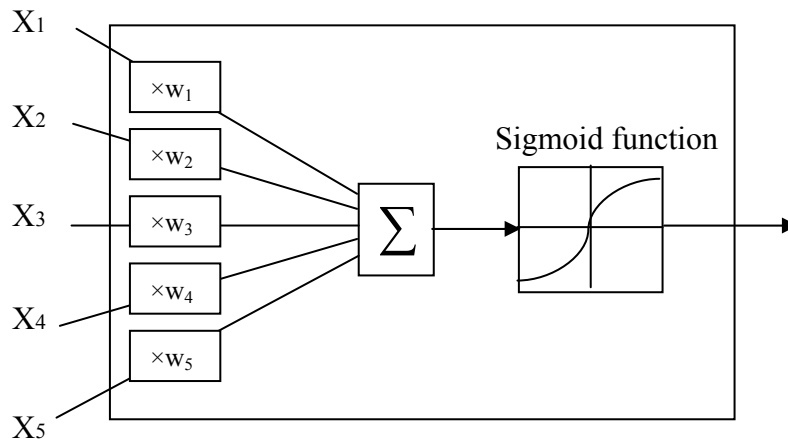 X1
×w1
X2
Sigmoid function
×w2
X3
×w3
∑
×w4
X4
×w5
X5